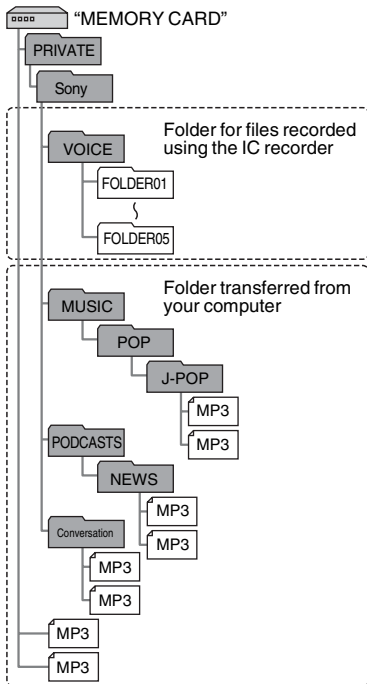 “MEMORY CARD”
PRIVATE
Sony
Folder for files recorded
using the IC recorder
VOICE
FOLDER01
FOLDER05
Folder transferred from
your computer
MUSIC
POP
J-POP
MP3
MP3
PODCASTS
NEWS
MP3
MP3
Conversation
MP3
MP3
MP3
MP3